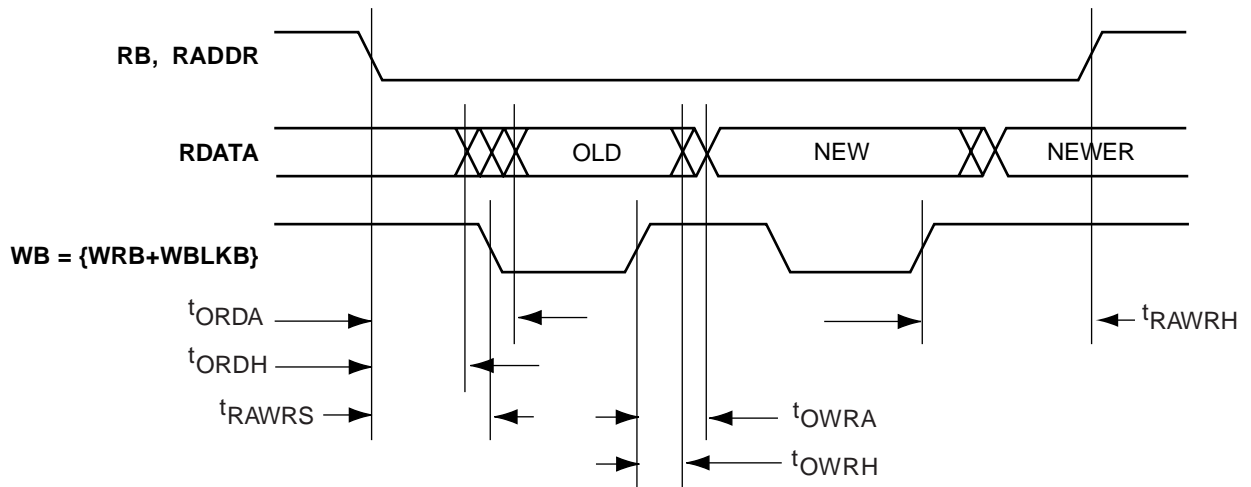 RB, RADDR
RDATA
OLD
NEW
NEWER
WB = {WRB+WBLKB}
tORDA
tRAWRH
tORDH
tRAWRS
tOWRA
tOWRH